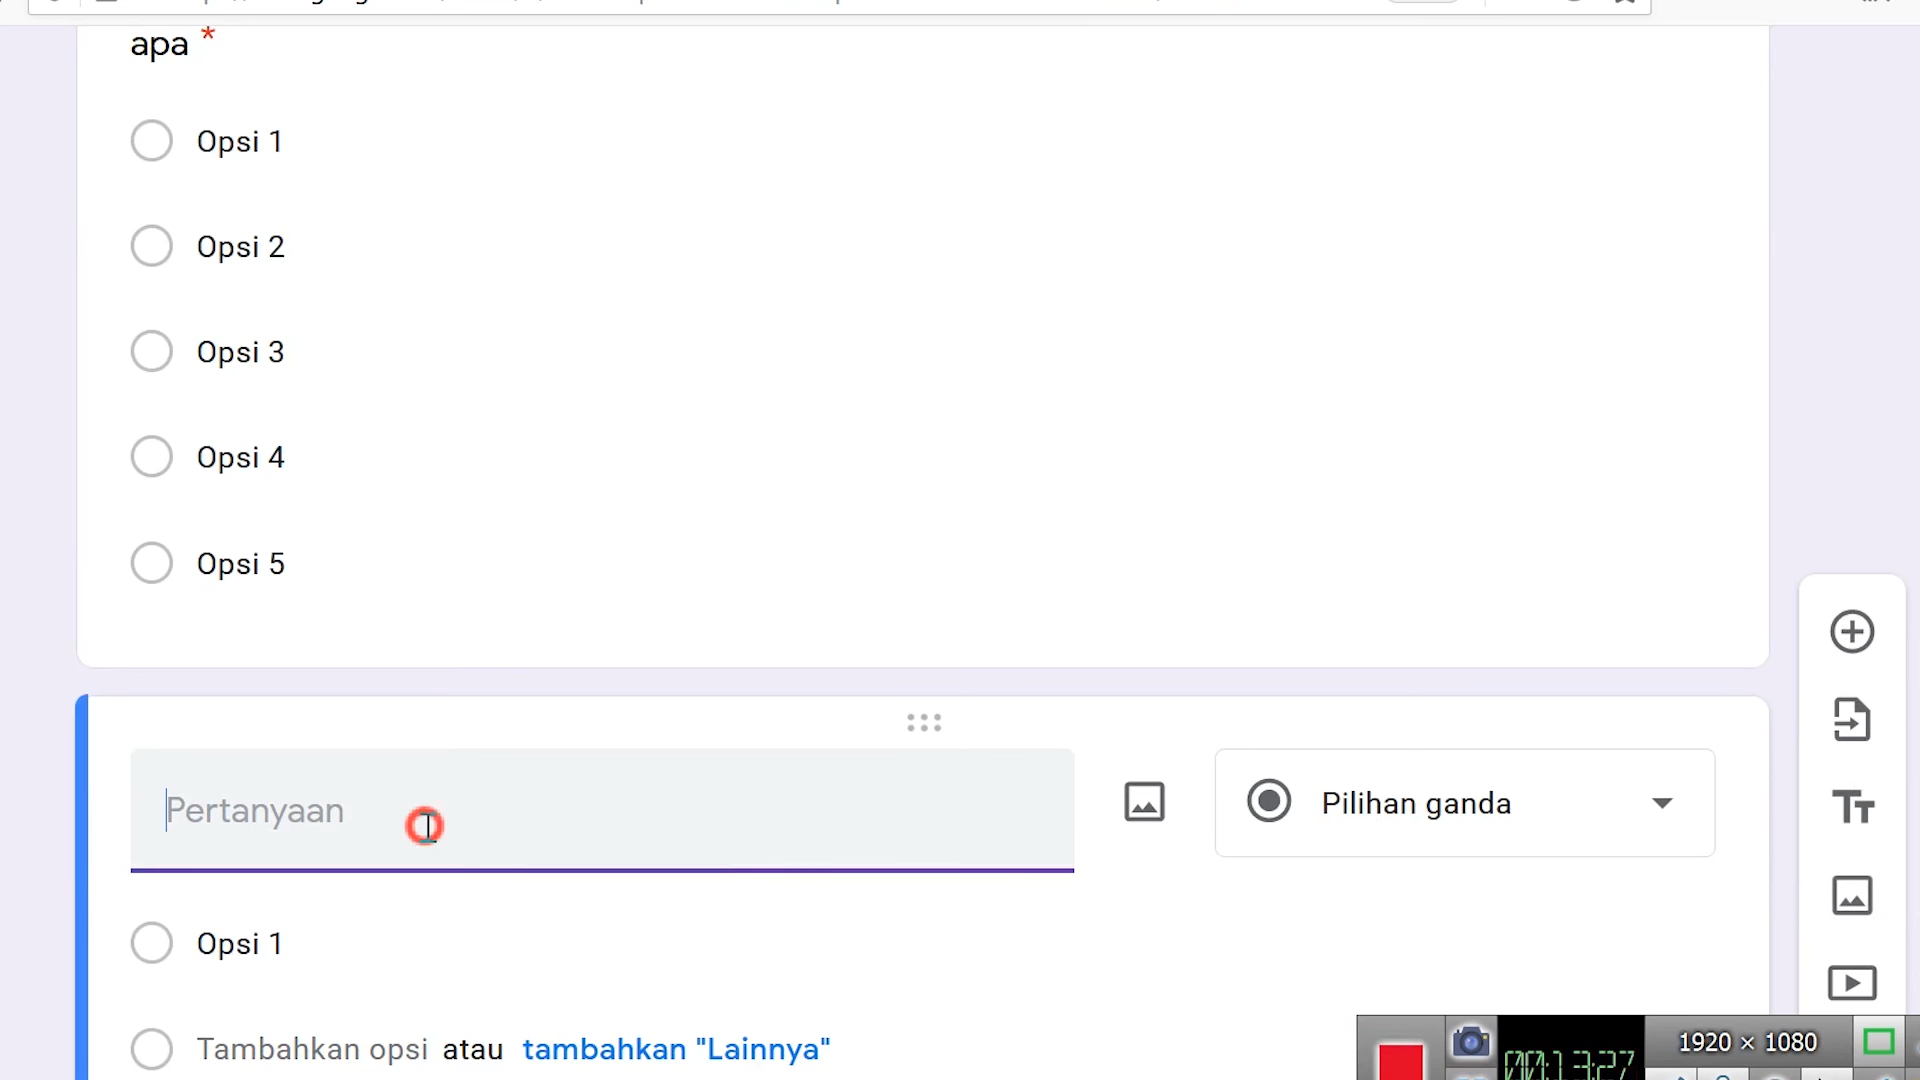 apa *
Opsi 1
Opsi 2
Opsi 3
Opsi 4
Opsi 5
Pertanyaan
Pilihan ganda
Opsi 1
Tambahkan opsi atau tambahkan "Lainnya"
1920 × 1080